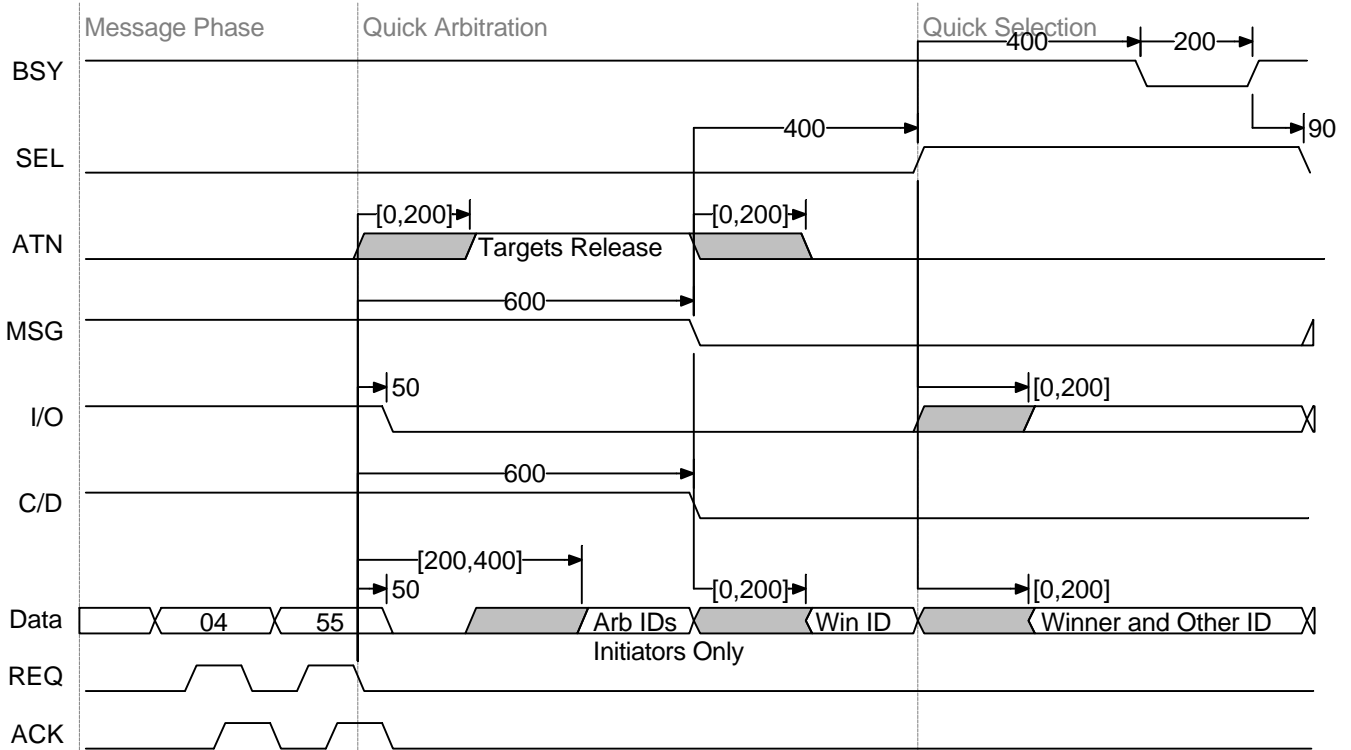 Message Phase
Quick Arbitration
Quick Selection
400
200
BSY
400
90
SEL
[0,200]
[0,200]
ATN
Targets Release
600
MSG
50
[0,200]
I/O
600
C/D
[200,400]
50
[0,200]
[0,200]
Data
04
55
Arb IDs
Win ID
Winner and Other ID
Initiators Only
REQ
ACK